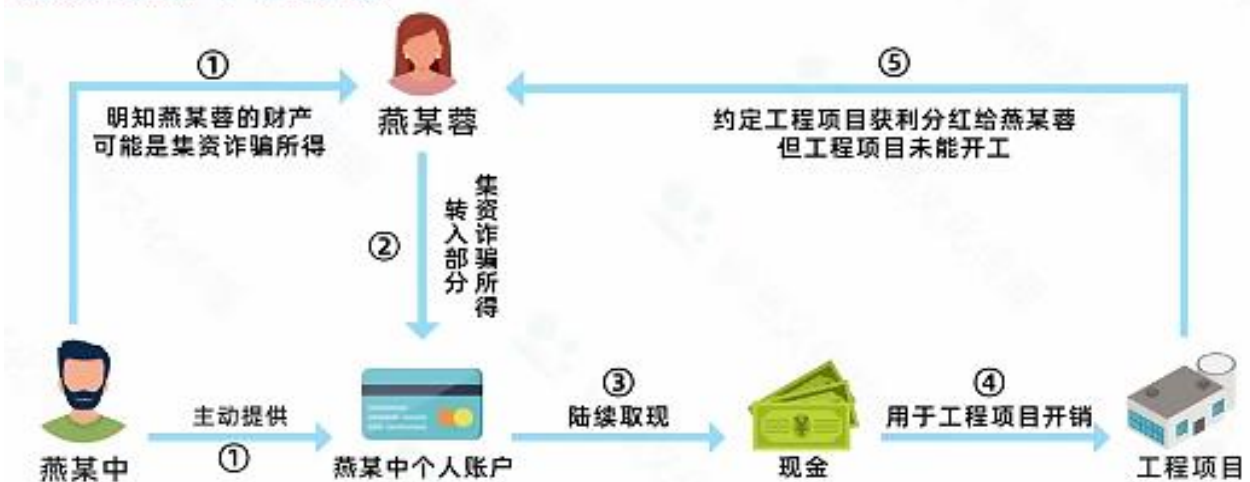 ①
明知燕某蓉的财产
可能是集资诈骗所得
燕某蓉
⑤
约定工程项目获利分红给燕某蓉
但工程项目未能开工
②
集资诈骗所得
转入部分
燕某中
主动提供
①
燕某中个人账户
③
陆续取现
¥
现金
④
用于工程项目开销
工程项目